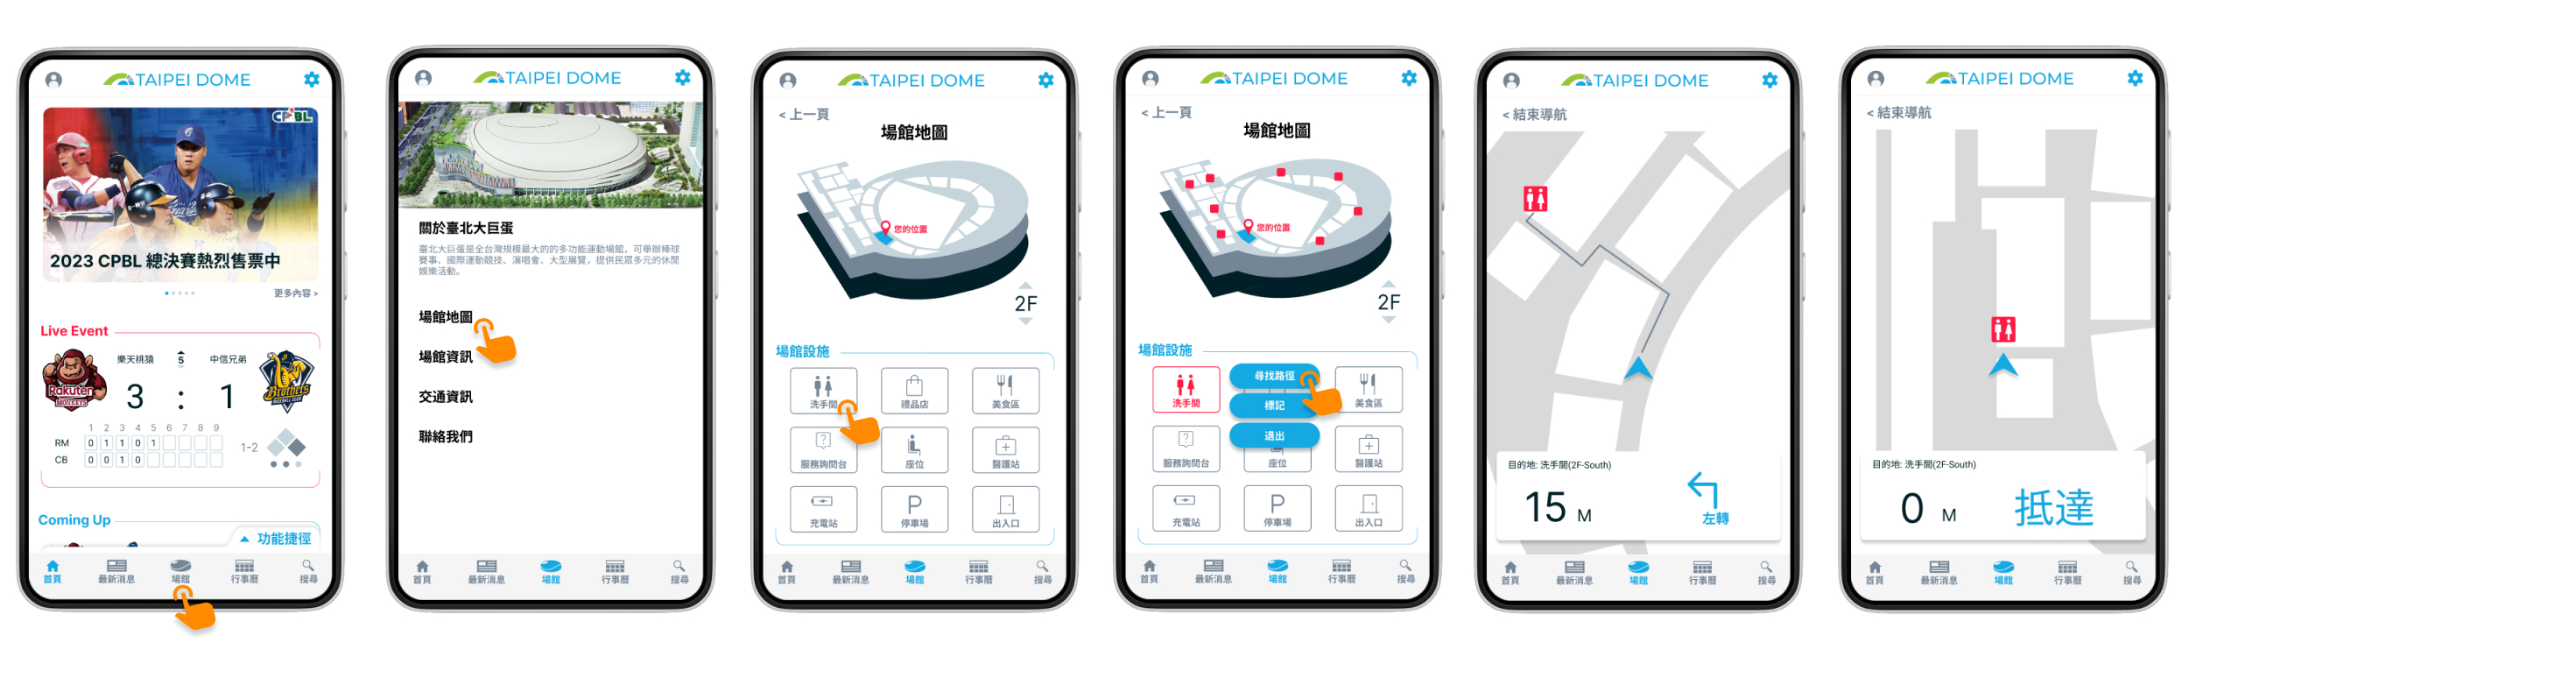 TAIPEI DOME
CPBL
2023 CPBL 總決賽熱烈售票中
更多內容 >
Live Event
樂天桃猿
5
中信兄弟
Rakuten
MONKEYS
3 : 1
Brothers
1 2 3 4 5 6 7 8 9
RM 0 1 1 0 1
1-2
CB 0 0 1 0
Coming Up
功能捷徑
首頁 最新消息 場館 行事曆 搜尋
TAIPEI DOME
關於臺北大巨蛋
臺北大巨蛋是全台灣規模最大的的多功能運動場館，可舉辦棒球
賽事、國際運動競技、演唱會、大型展覽，提供民眾多元的休閒
娛樂活動。
場館地圖
場館資訊
交通資訊
聯絡我們
首頁 最新消息 場館 行事曆 搜尋
TAIPEI DOME
< 上一頁
場館地圖
您的位置
2F
場館設施
洗手間 禮品店 美食區
服務詢問台 座位 醫護站
充電站 停車場 出入口
首頁 最新消息 場館 行事曆 搜尋
TAIPEI DOME
< 上一頁
場館地圖
您的位置
2F
場館設施
尋找路徑
標記
退出
洗手間 美食區
服務詢問台 座位 醫護站
充電站 停車場 出入口
首頁 最新消息 場館 行事曆 搜尋
TAIPEI DOME
< 結束導航
目的地: 洗手間(2F-South)
15 M
左轉
首頁 最新消息 場館 行事曆 搜尋
TAIPEI DOME
< 結束導航
目的地: 洗手間(2F-South)
0 M 抵達
首頁 最新消息 場館 行事曆 搜尋